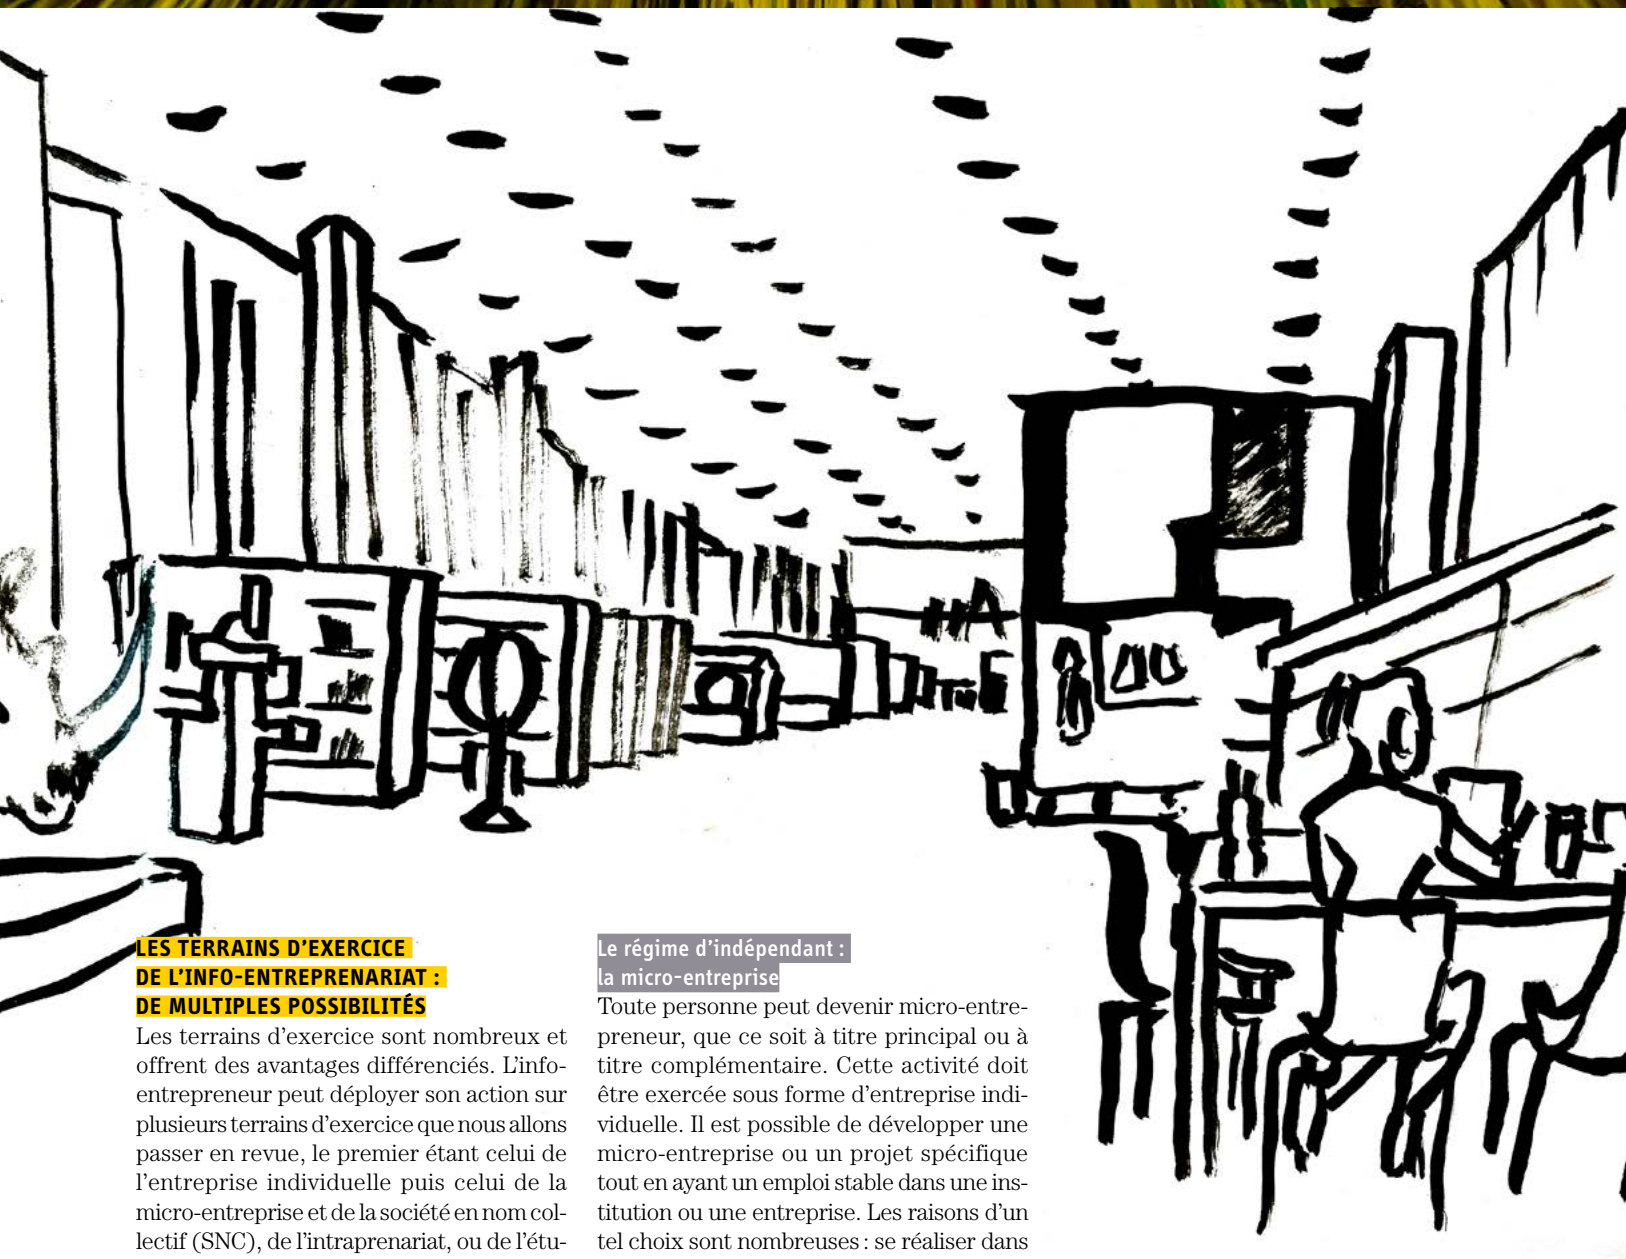 LES TERRAINS D'EXERCICE
DE L'INFO-ENTREPRENARIAT :
DE MULTIPLES POSSIBILITÉS
Les terrains d'exercice sont nombreux et
offrent des avantages différenciés. L'info-
entrepreneur peut déployer son action sur
plusieurs terrains d'exercice que nous allons
passer en revue, le premier étant celui de
l'entreprise individuelle puis celui de la
micro-entreprise et de la société en nom col-
lectif (SNC), de l'intraprenariat, ou de l'étu-
Le régime d'indépendant :
la micro-entreprise
Toute personne peut devenir micro-entre-
preneur, que ce soit à titre principal ou à
titre complémentaire. Cette activité doit
être exercée sous forme d'entreprise indi-
viduelle. Il est possible de développer une
micro-entreprise ou un projet spécifique
tout en ayant un emploi stable dans une ins-
titution ou une entreprise. Les raisons d'un
tel choix sont nombreuses : se réaliser dans